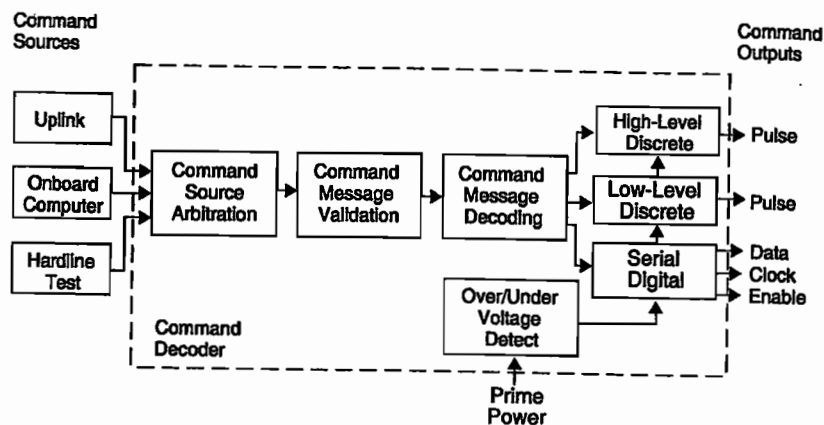 Command
Sources
Command
Outputs
Uplink
Onboard
Computer
Hardline
Test
Command
Source
Arbitration
Command
Message
Validation
Command
Message
Decoding
High-Level
Discrete
Pulse
Low-Level
Discrete
Pulse
Serial
Digital
Data
Clock
Enable
Over/Under
Voltage
Detect
Command
Decoder
Prime
Power